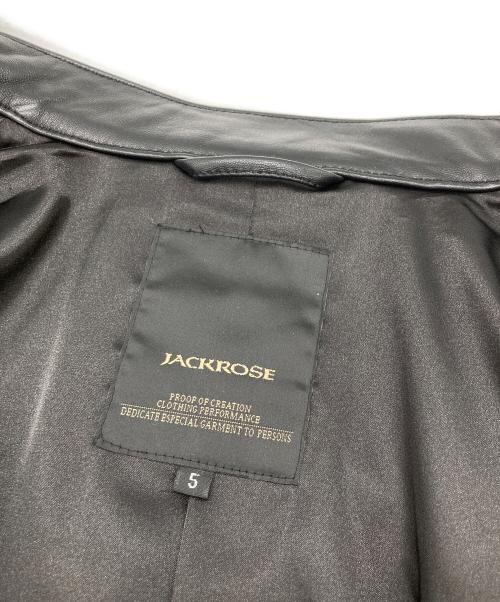 JACKROSE
PROOF OF CREATION
CLOTHING PERFORMANCE
DEDICATE ESPECIAL GARMENT TO PERSONS
5